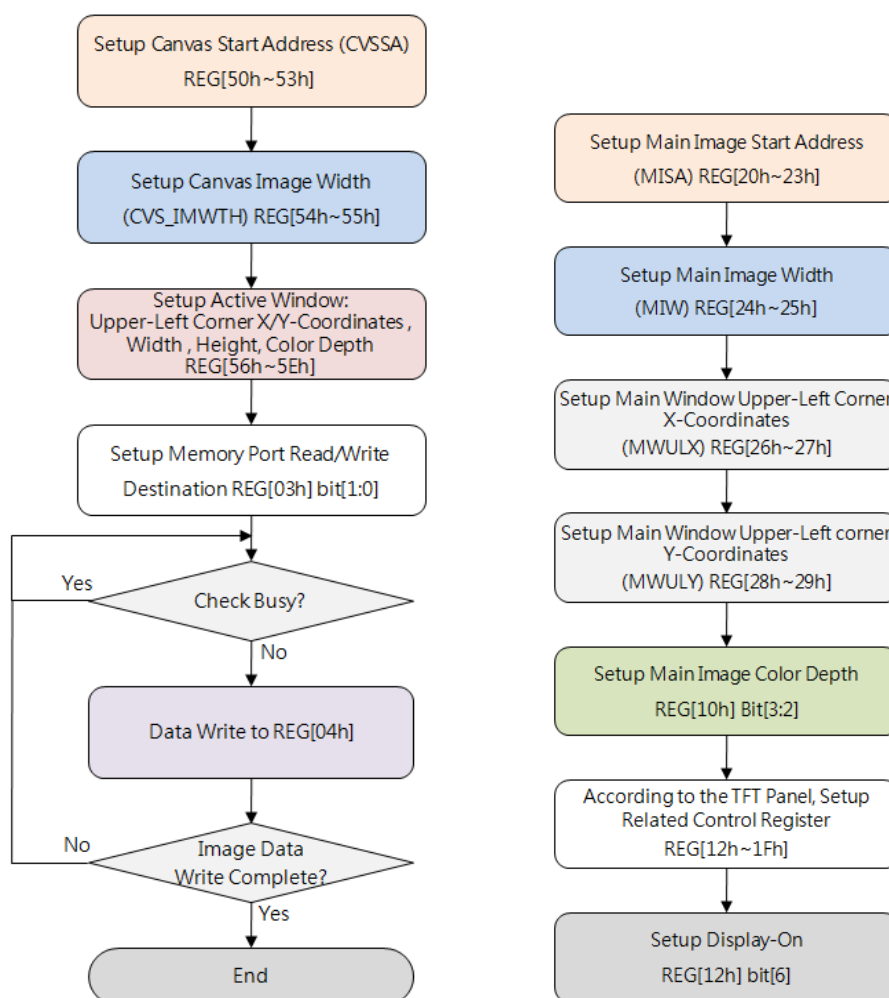 Setup Canvas Start Address (CVSSA)
REG[50h~53h]
Setup Canvas Image Width
(CVS_IMWTH) REG[54h~55h]
Setup Active Window:
Upper-Left Corner X/Y-Coordinates ,
Width , Height, Color Depth
REG[56h~5Eh]
Setup Memory Port Read/Write
Destination REG[03h] bit[1:0]
Yes
Check Busy?
No
Data Write to REG[04h]
No
Image Data
Write Complete?
Yes
End
Setup Main Image Start Address
(MISA) REG[20h~23h]
Setup Main Image Width
(MIW) REG[24h~25h]
Setup Main Window Upper-Left Corner
X-Coordinates
(MWULX) REG[26h~27h]
Setup Main Window Upper-Left corner
Y-Coordinates
(MWULY) REG[28h~29h]
Setup Main Image Color Depth
REG[10h] Bit[3:2]
According to the TFT Panel, Setup
Related Control Register
REG[12h~1Fh]
Setup Display-On
REG[12h] bit[6]